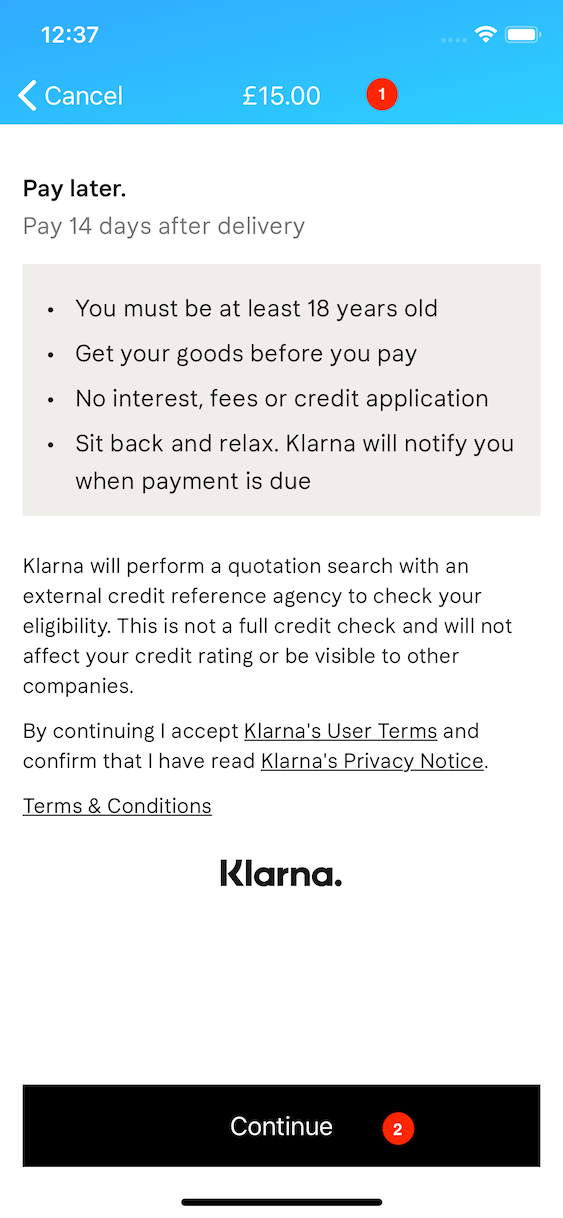 12:37
Cancel £15.00 1
Pay later.
Pay 14 days after delivery
• You must be at least 18 years old
• Get your goods before you pay
• No interest, fees or credit application
• Sit back and relax. Klarna will notify you
when payment is due
Klarna will perform a quotation search with an
external credit reference agency to check your
eligibility. This is not a full credit check and will not
affect your credit rating or be visible to other
companies.
By continuing I accept Klarna's User Terms and
confirm that I have read Klarna's Privacy Notice.
Terms & Conditions
Klarna.
Continue 2